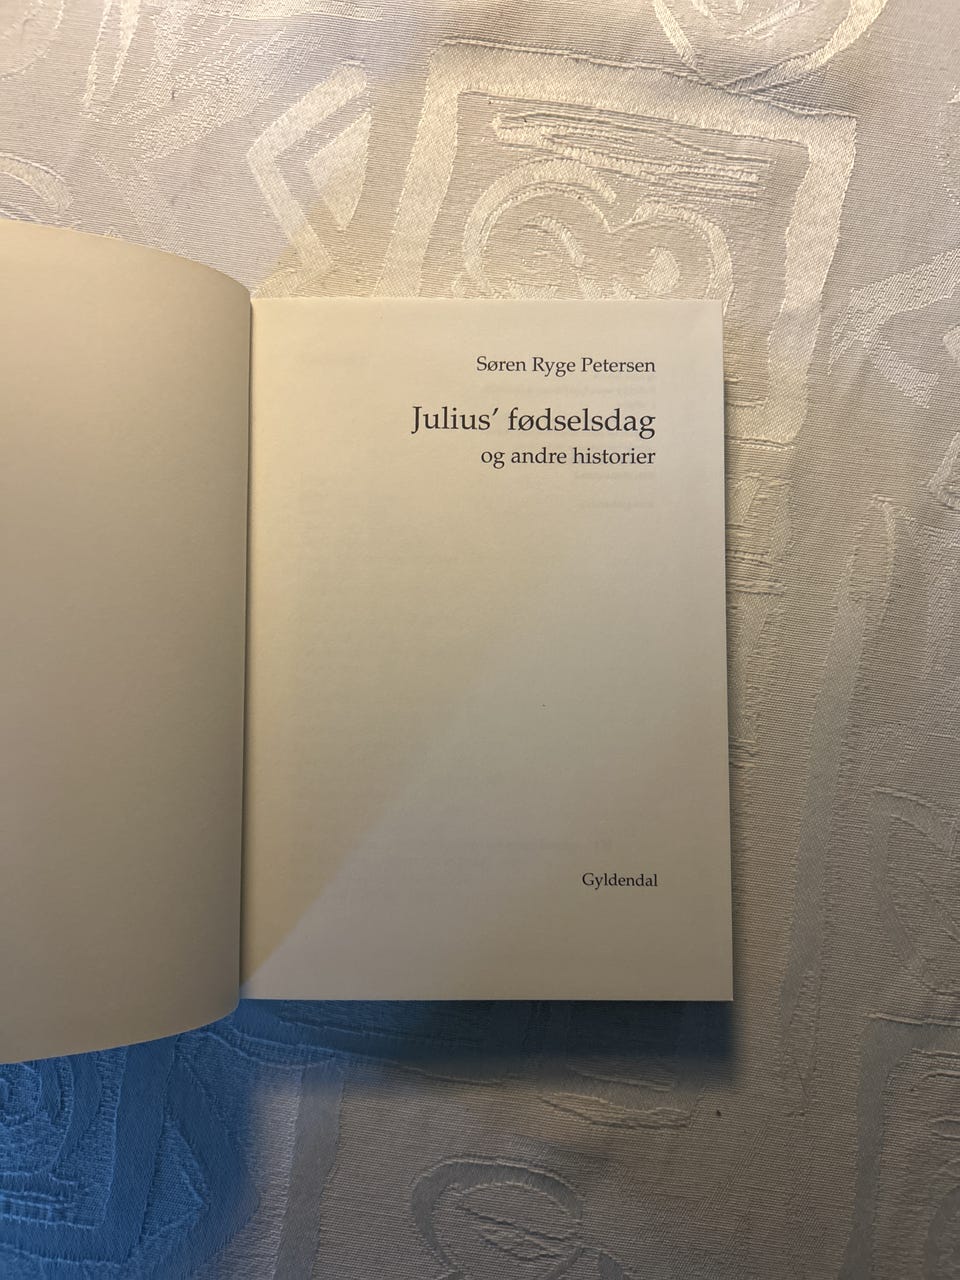 Søren Ryge Petersen
Julius’ fødselsdag
og andre historier
Gyldendal